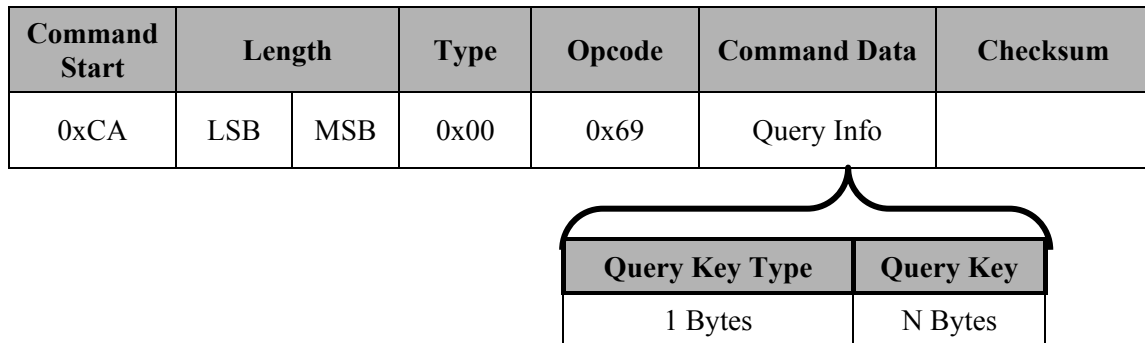 Command Start Length Type Opcode Command Data Checksum
0xCA LSB MSB 0x00 0x69 Query Info
Query Key Type Query Key
1 Bytes N Bytes